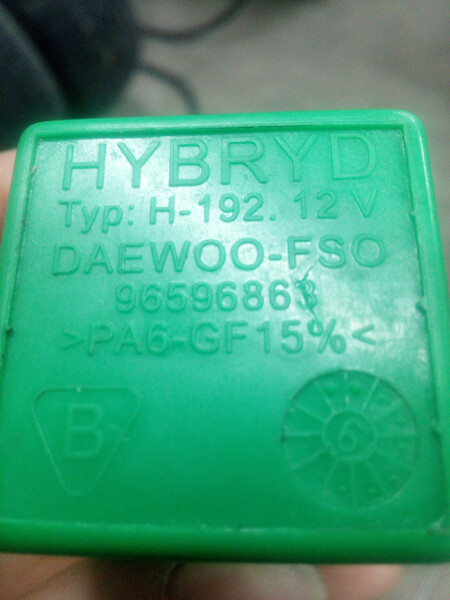 HYBRYD
Typ: H-192. 12 V
DAEWOO-FSO
96596863
>PA6-GF15%<
B
6